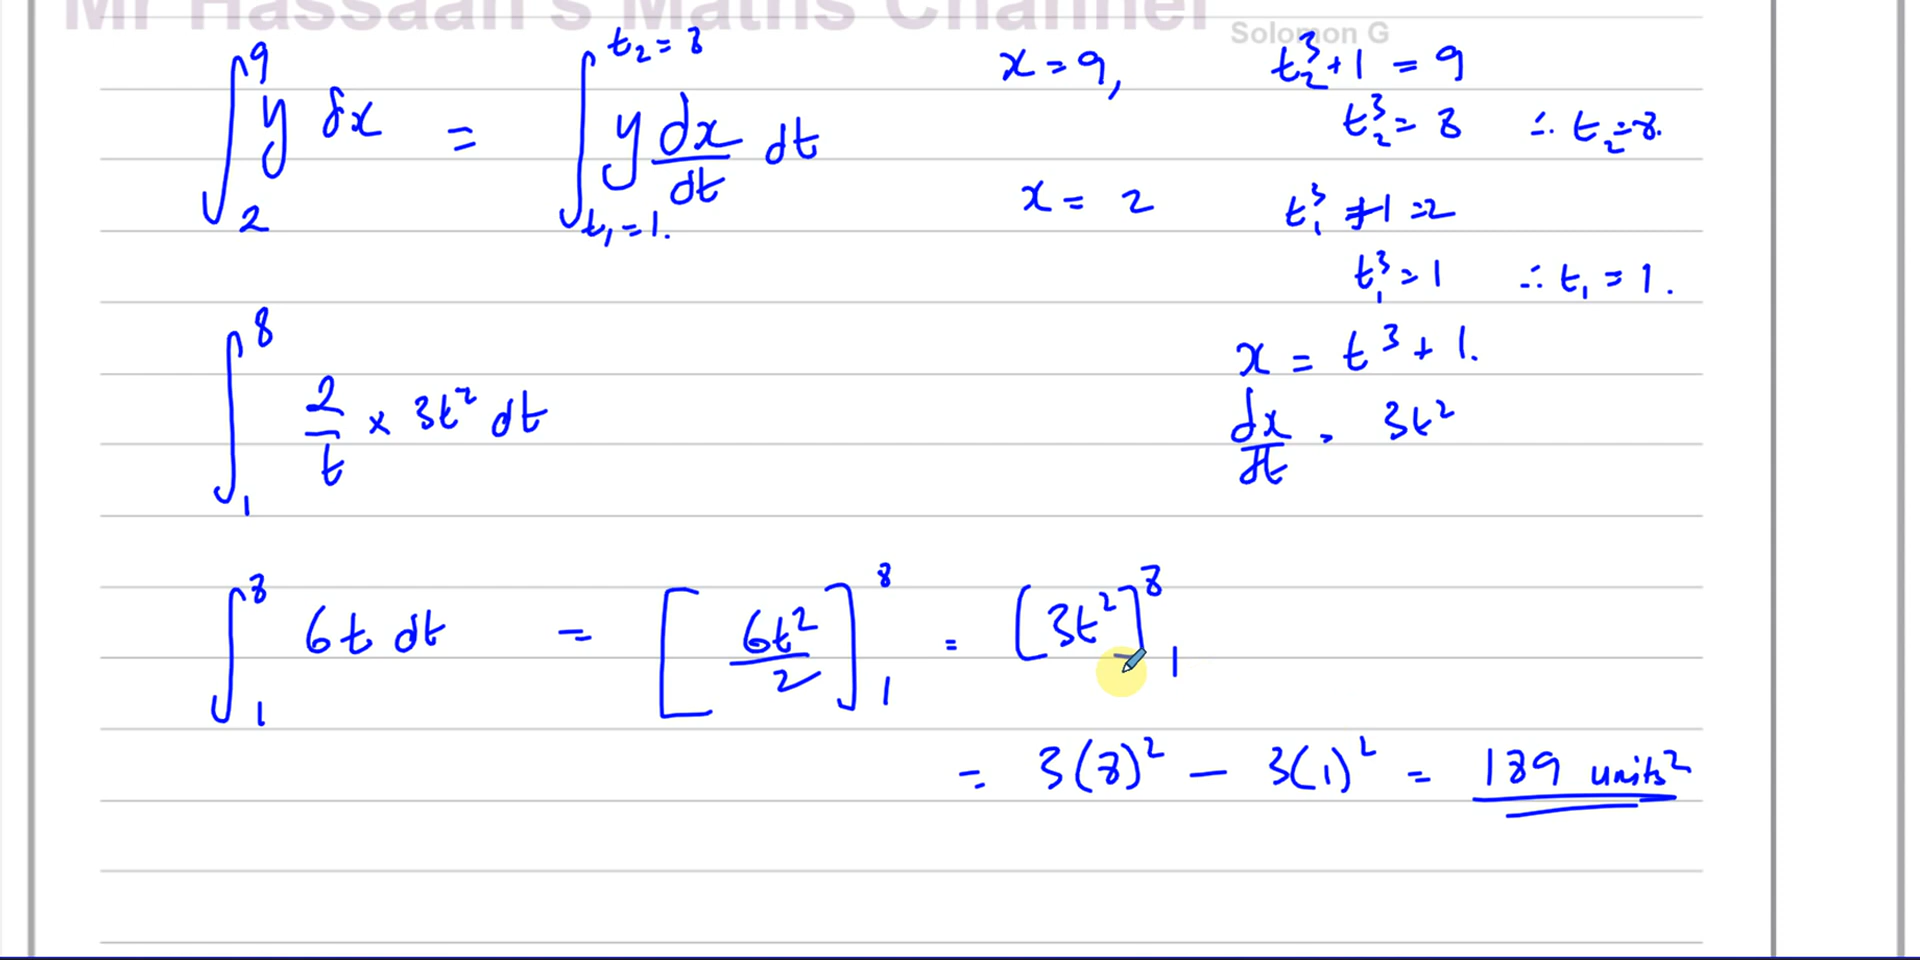 Mr Hassaan's Maths Channel
Solomon G
∫₂⁹ y dx = ∫_{t₁=1.}^{t₂=8} y dx/dt dt
x = 9, t₂³+1 = 9
t₂³ = 8 ∴ t₂=8.
x = 2 t₁³+1=2
t₁³=1 ∴ t₁ = 1.
x = t³ + 1.
∫₁⁸ 2/t × 3t² dt
dx/dt = 3t²
∫₁⁸ 6t dt = [6t²/2]₁⁸ = [3t²]₁⁸
= 3(8)² − 3(1)² = 189 units²